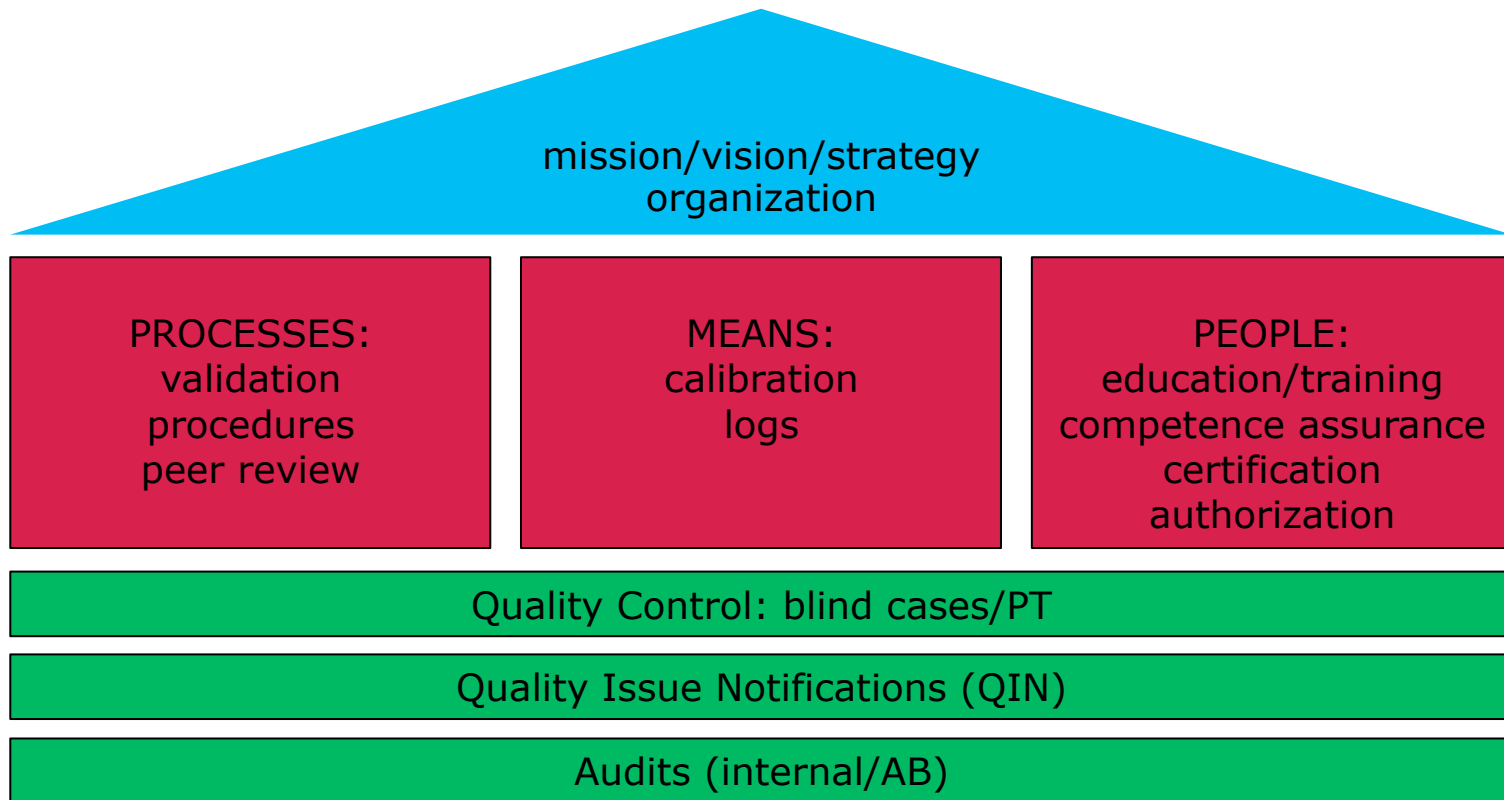 mission/vision/strategy
organization
PROCESSES:
validation
procedures
peer review
MEANS:
calibration
logs
PEOPLE:
education/training
competence assurance
certification
authorization
Quality Control: blind cases/PT
Quality Issue Notifications (QIN)
Audits (internal/AB)